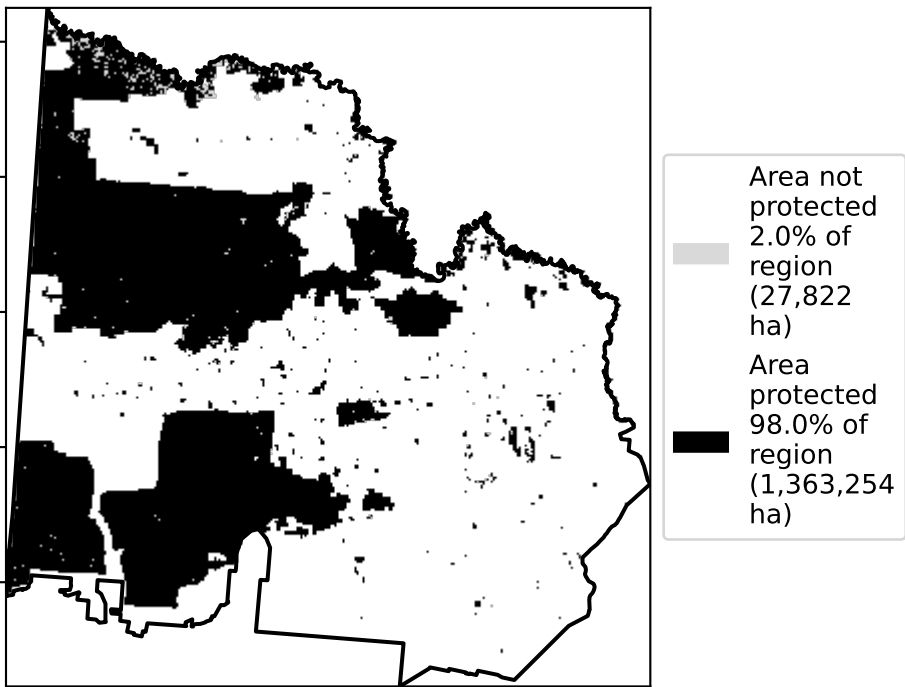 Area not
protected
2.0% of
region
(27,822
ha)
Area
protected
98.0% of
region
(1,363,254
ha)